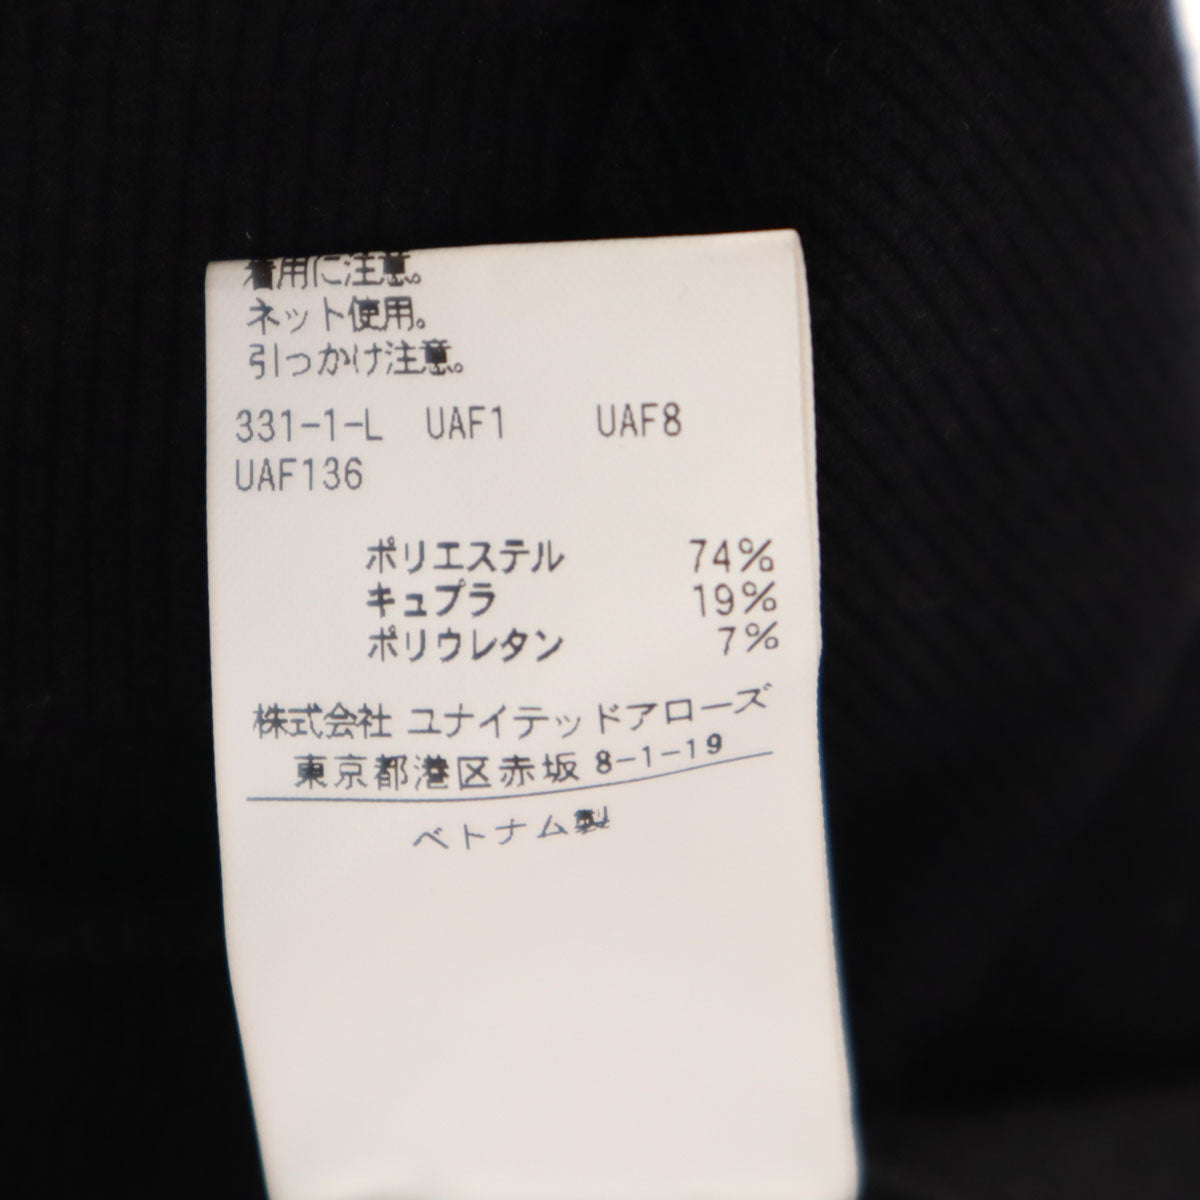 着用に注意。
ネット使用。
引っかけ注意。
331-1-L UAF1 UAF8
UAF136
ポリエステル 74%
キュプラ 19%
ポリウレタン 7%
株式会社 ユナイテッドアローズ
東京都港区赤坂 8-1-19
ベトナム製